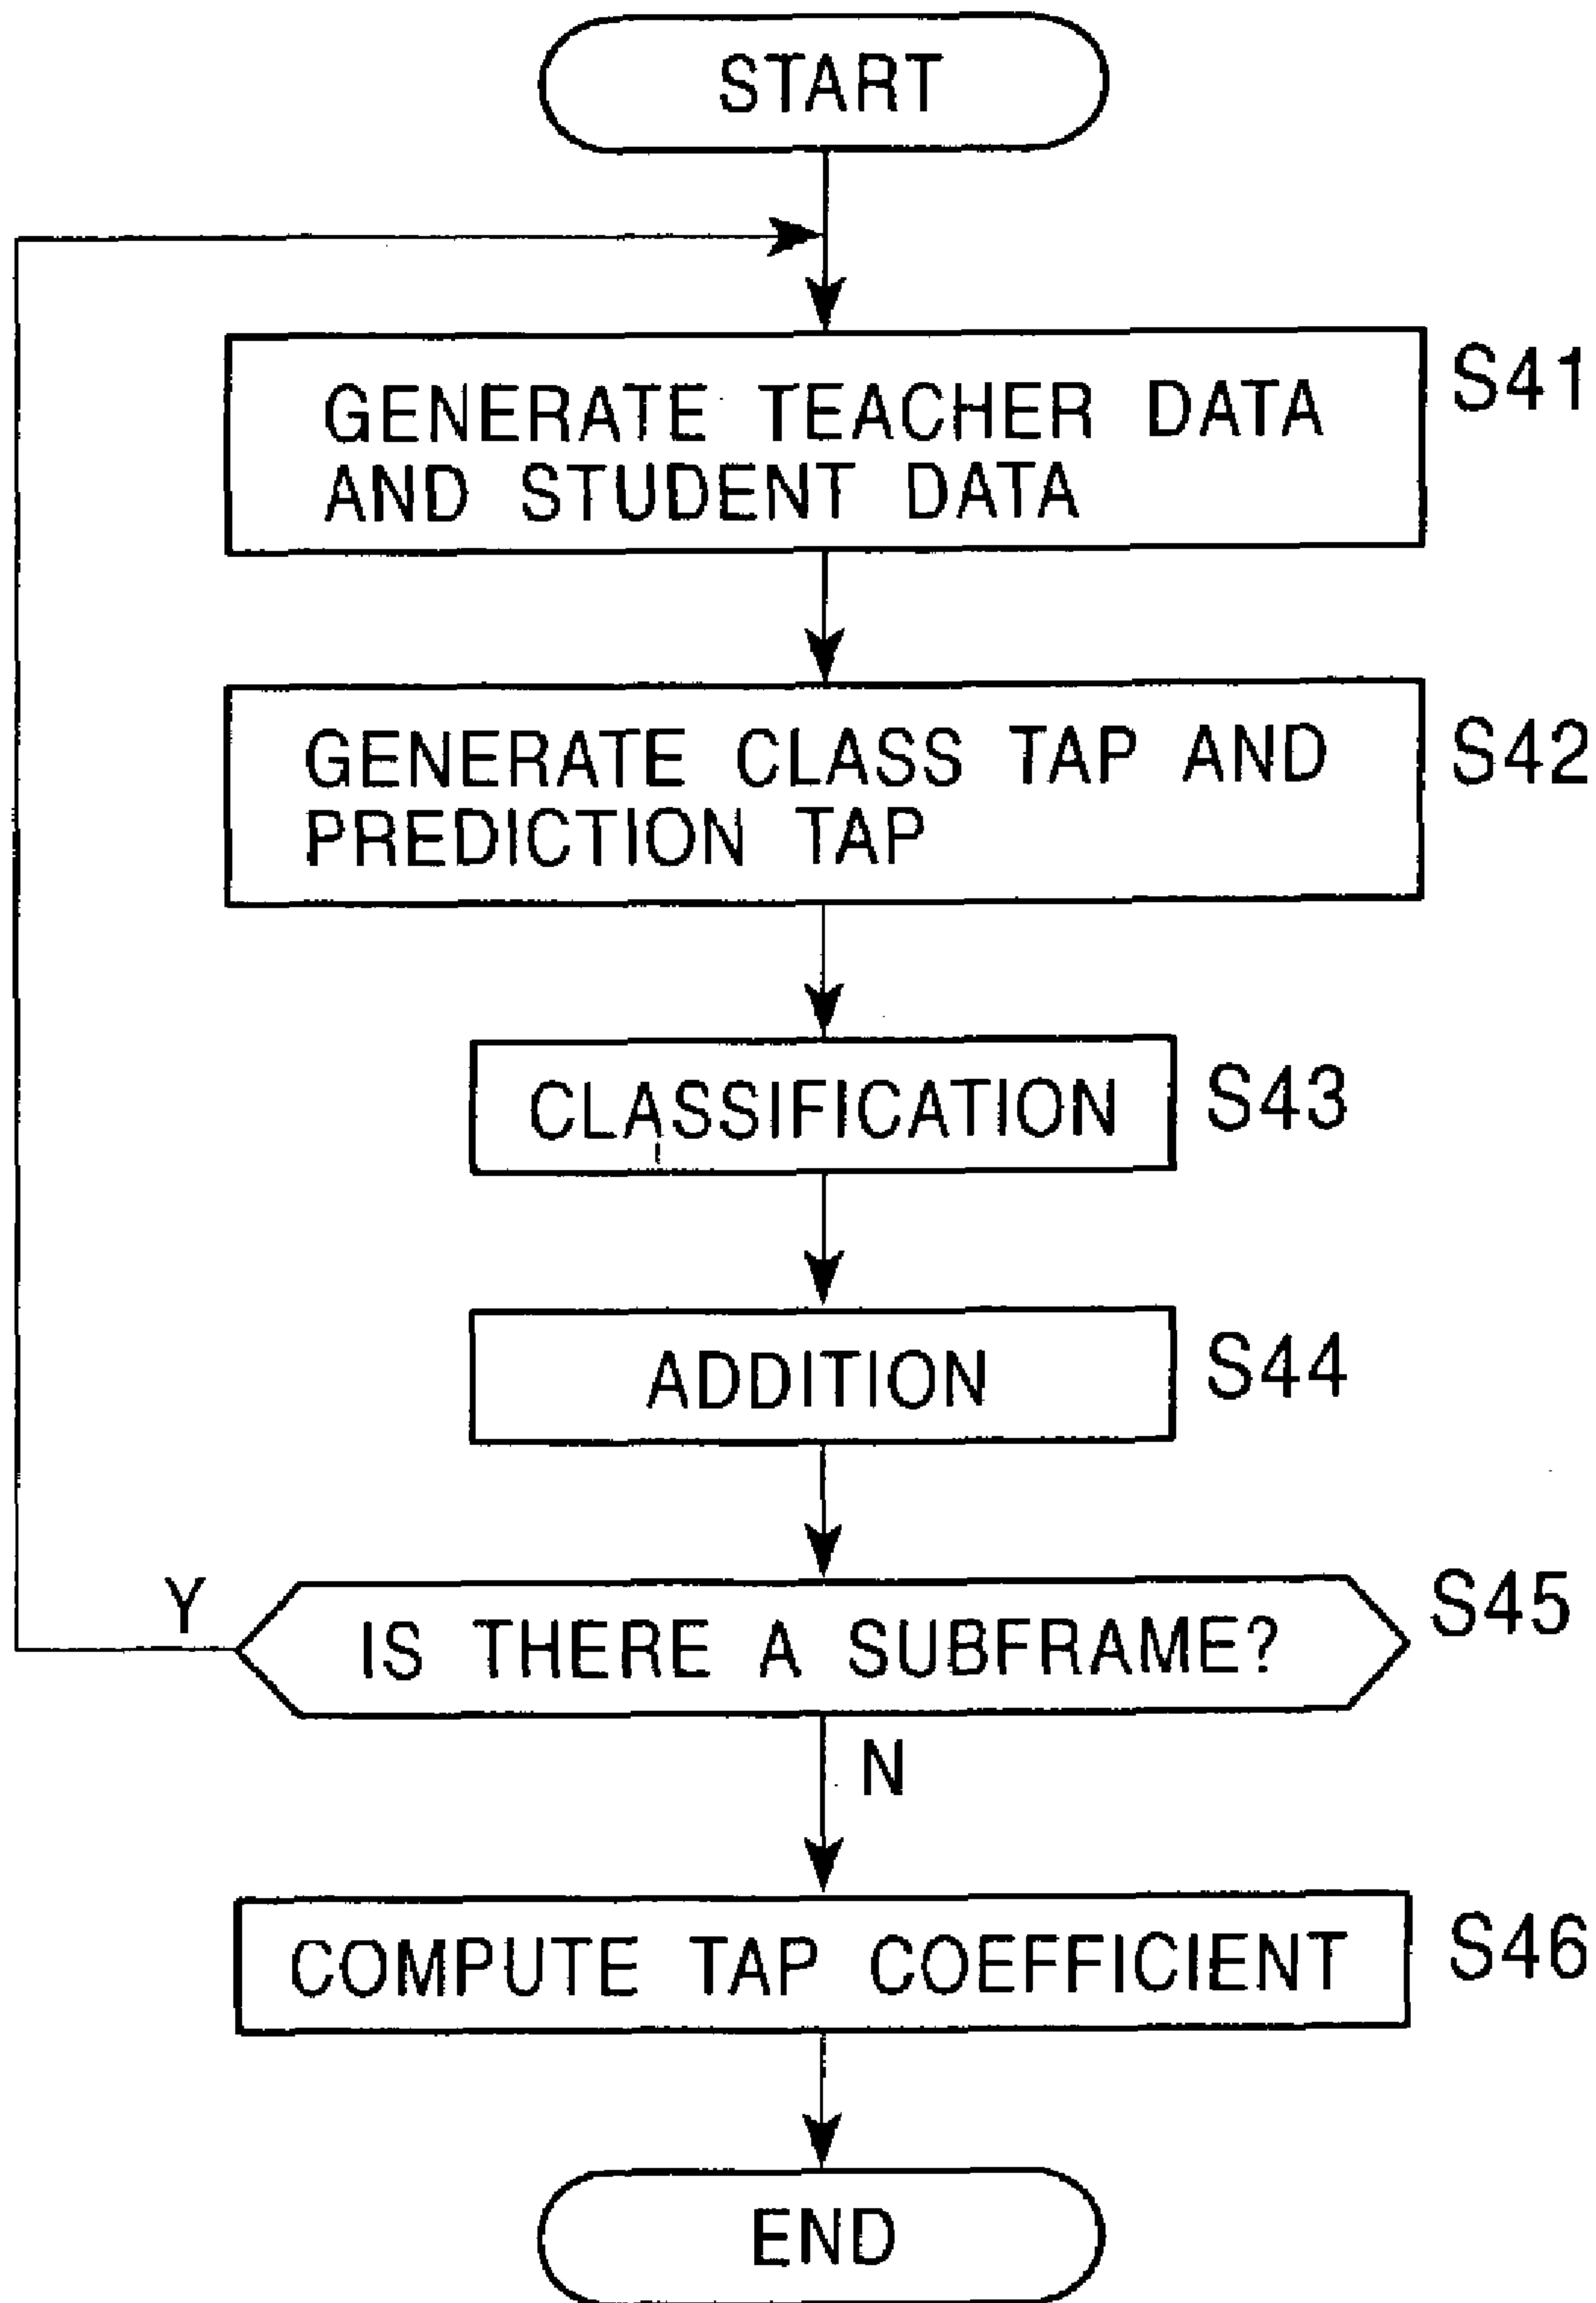 START
GENERATE TEACHER DATA
AND STUDENT DATA
S41
GENERATE CLASS TAP AND
PREDICTION TAP
S42
CLASSIFICATION
S43
ADDITION
S44
Y
IS THERE A SUBFRAME?
S45
N
COMPUTE TAP COEFFICIENT
S46
END